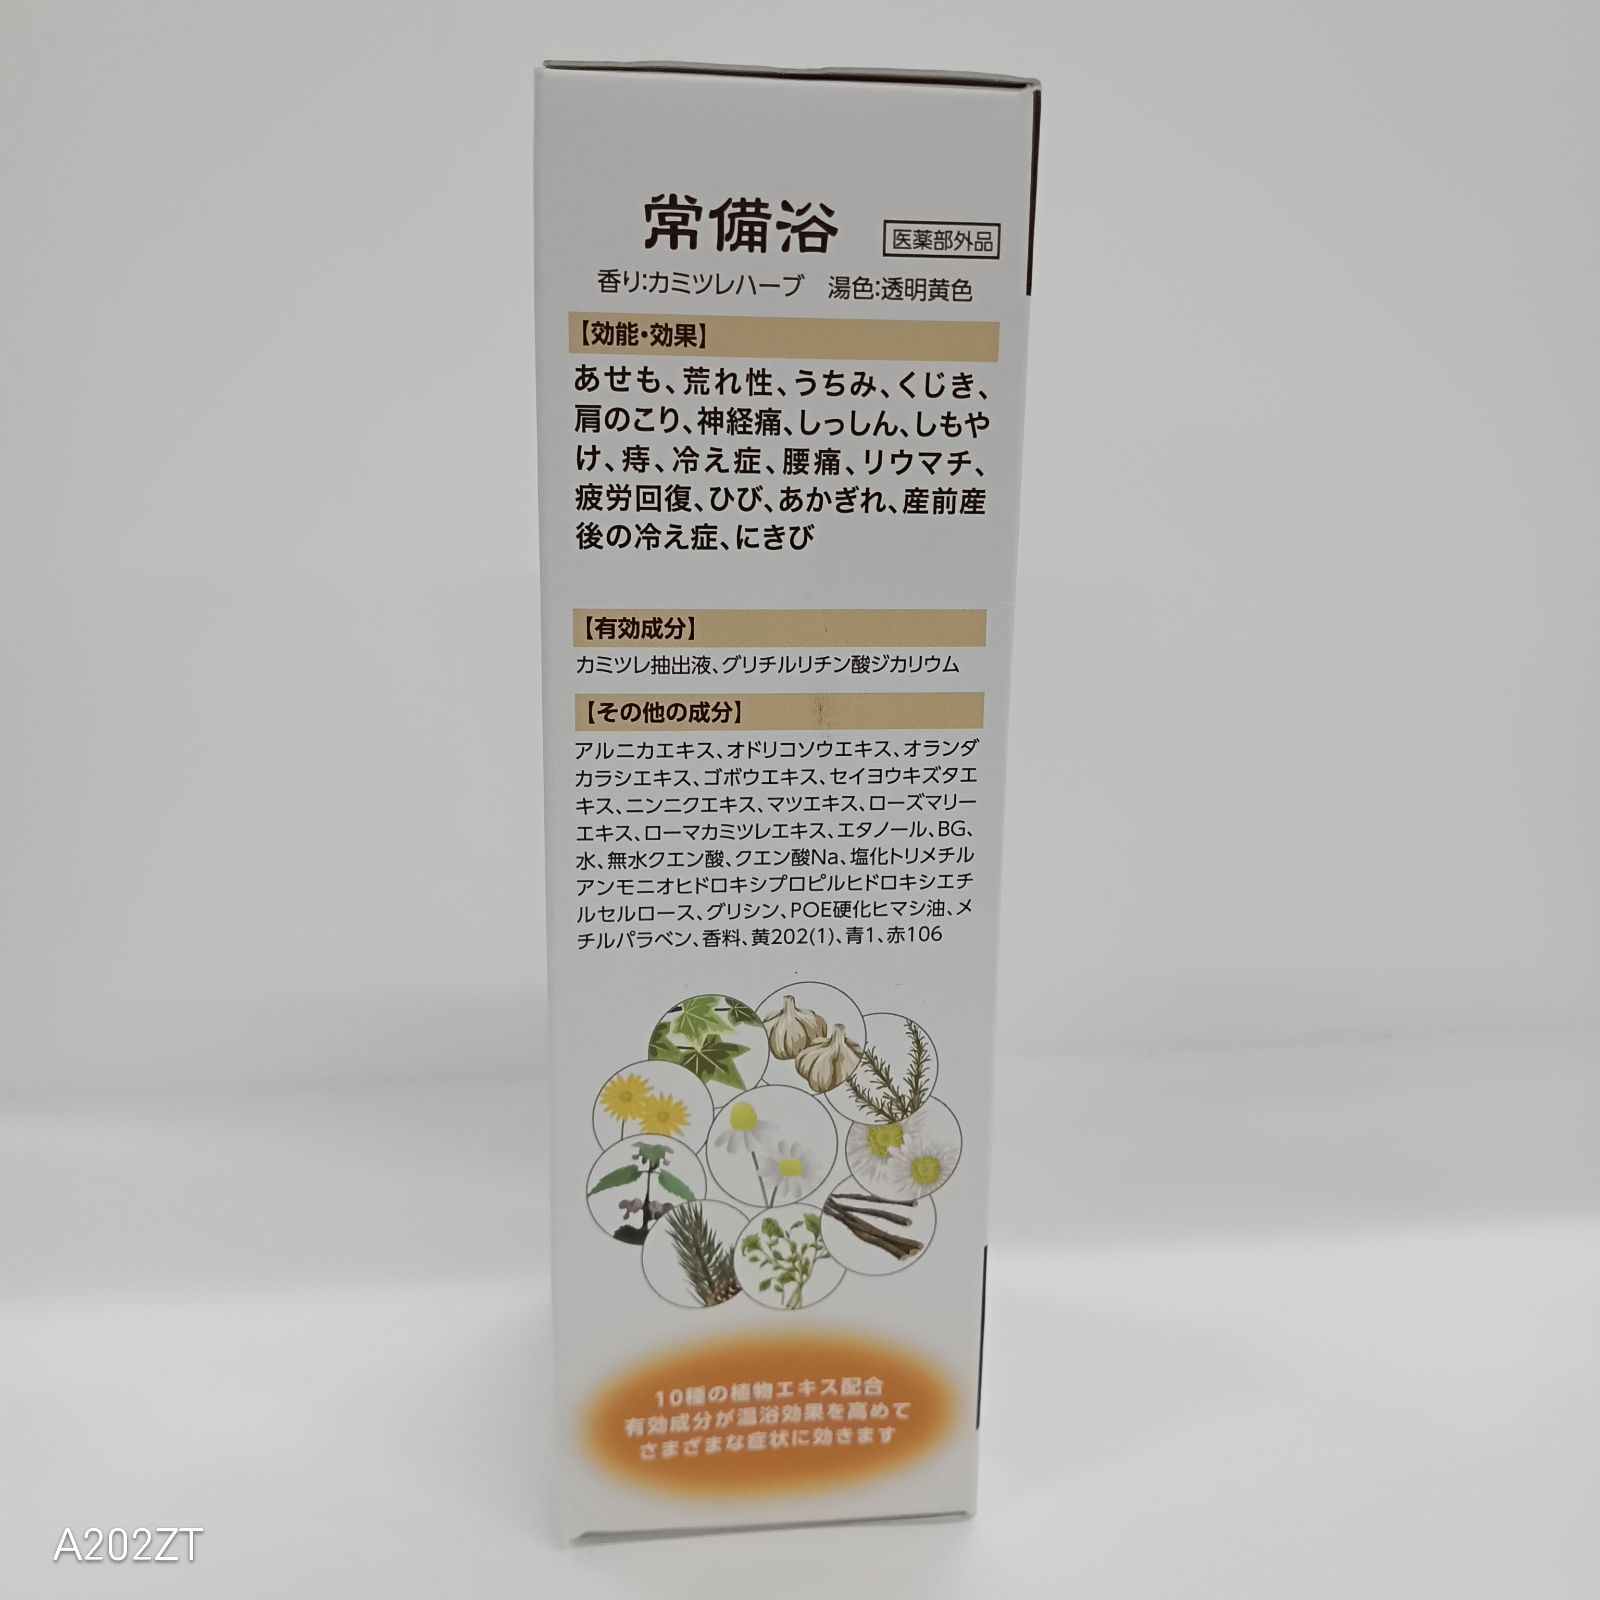 常備浴
医薬部外品
香り:カミツレハーブ 湯色:透明黄色
【効能・効果】
あせも、荒れ性、うちみ、くじき、
肩のこり、神経痛、しっしん、しもや
け、痔、冷え症、腰痛、リウマチ、
疲労回復、ひび、あかぎれ、産前産
後の冷え症、にきび
【有効成分】
カミツレ抽出液、グリチルリチン酸ジカリウム
【その他の成分】
アルニカエキス、オドリコソウエキス、オランダ
カラシエキス、ゴボウエキス、セイヨウキズタエ
キス、ニンニクエキス、マツエキス、ローズマリー
エキス、ローマカミツレエキス、エタノール、BG、
水、無水クエン酸、クエン酸Na、塩化トリメチル
アンモニオヒドロキシプロピルヒドロキシエチ
ルセルロース、グリシン、POE硬化ヒマシ油、メ
チルパラベン、香料、黄202(1)、青1、赤106
10種の植物エキス配合
有効成分が温浴効果を高めて
さまざまな症状に効きます
A202ZT